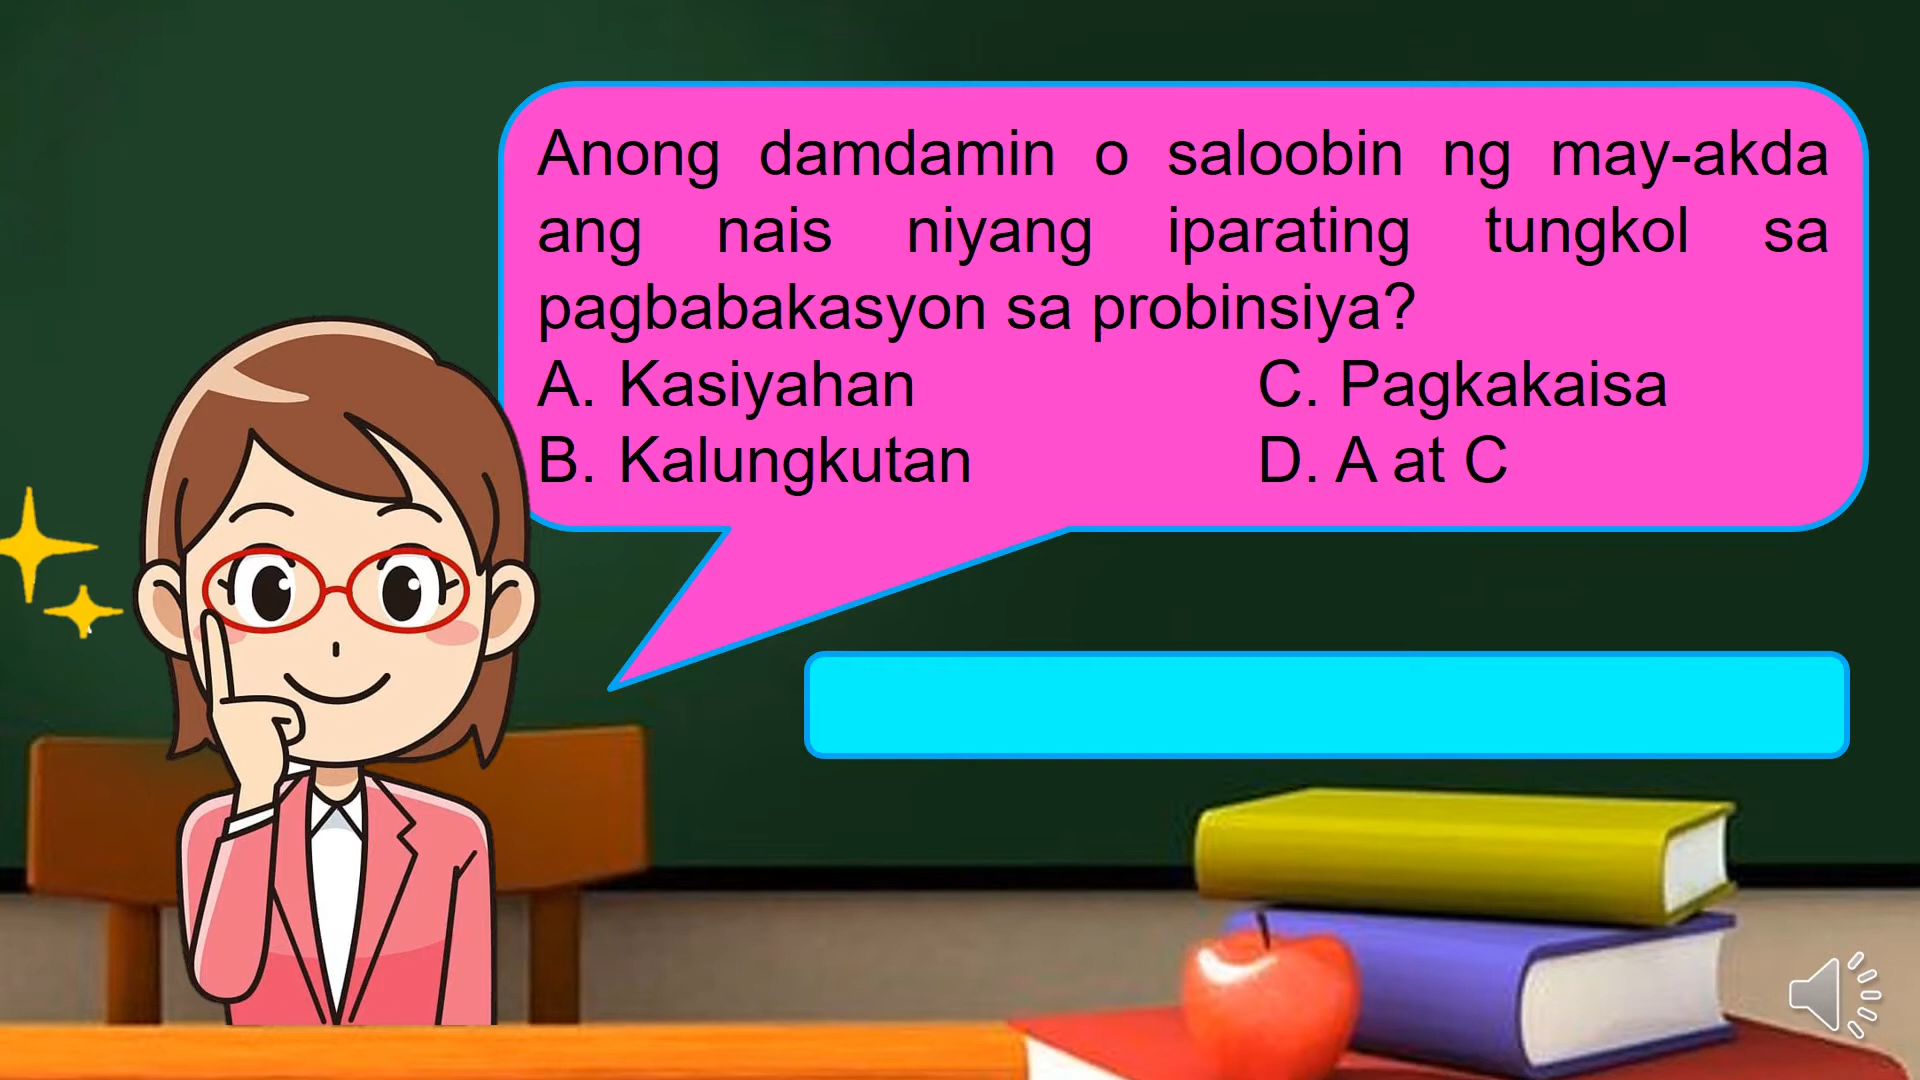 Anong damdamin o saloobin ng may-akda
ang nais niyang iparating tungkol sa
pagbabakasyon sa probinsiya?
A. Kasiyahan C. Pagkakaisa
B. Kalungkutan D. A at C